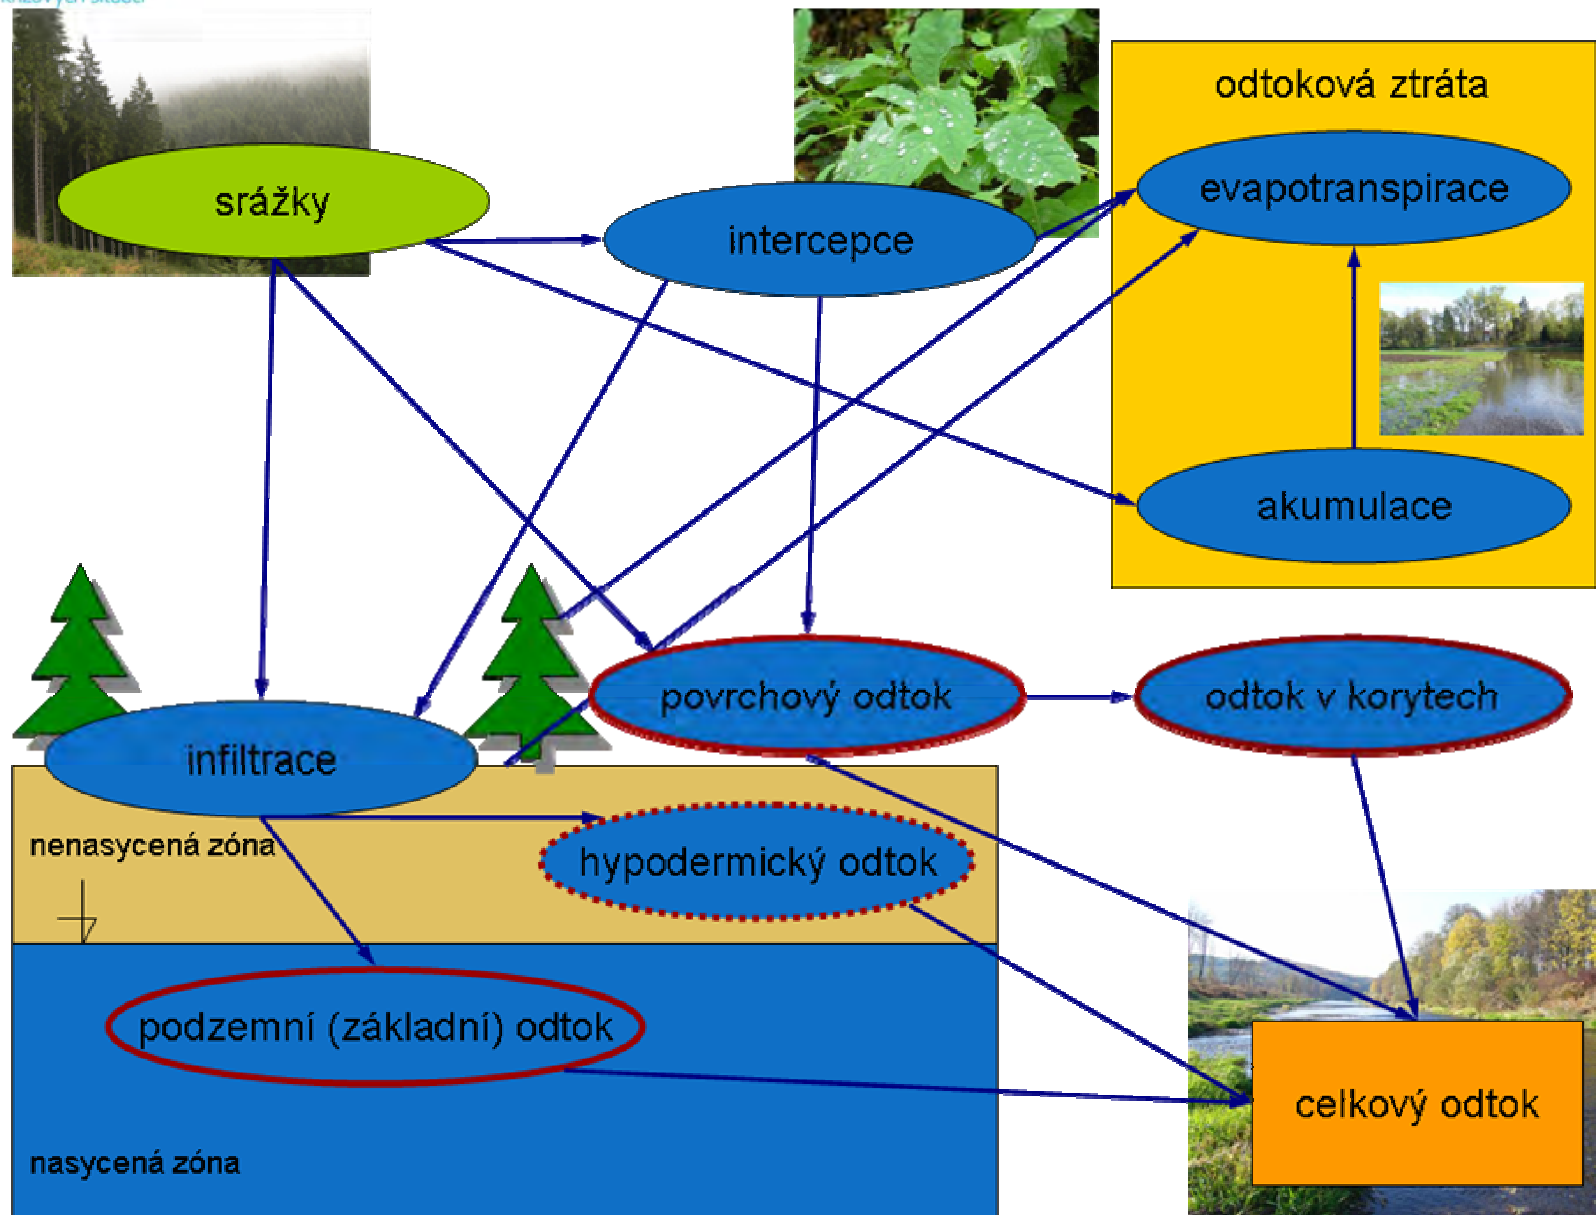 odtoková ztráta
srážky
intercepce
evapotranspirace
akumulace
povrchový odtok
odtok v korytech
infiltrace
nenasycená zóna
hypodermický odtok
podzemní (základní) odtok
celkový odtok
nasycená zóna